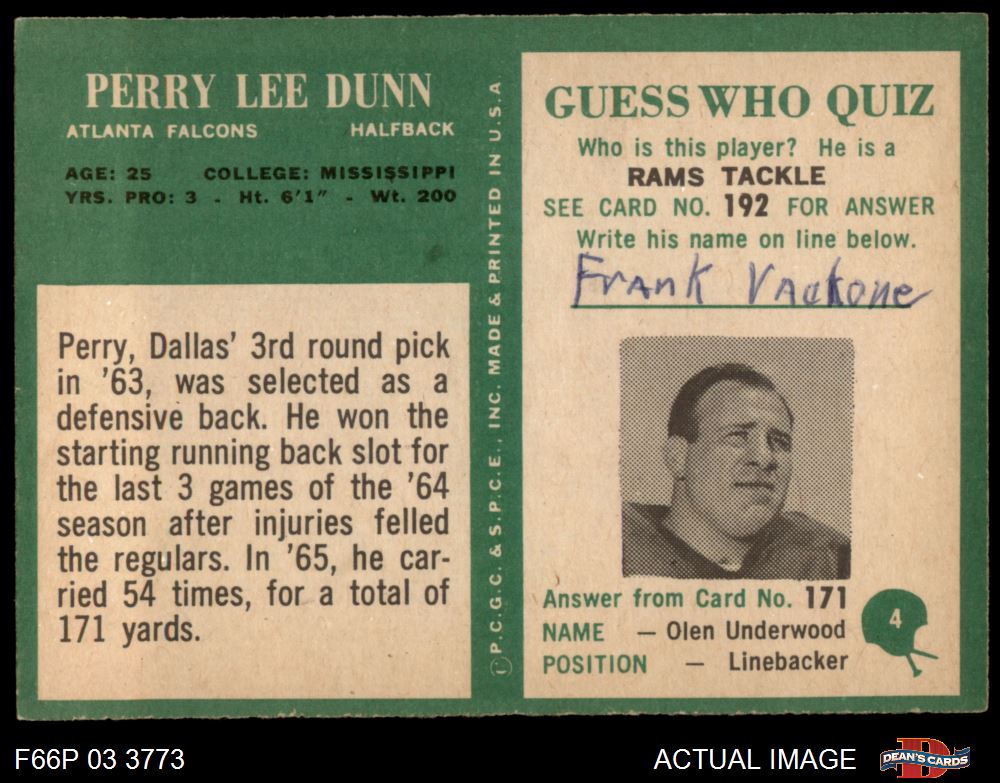 PERRY LEE DUNN
ATLANTA FALCONS HALFBACK
AGE: 25 COLLEGE: MISSISSIPPI
YRS. PRO: 3 - Ht. 6'1" - Wt. 200
Perry, Dallas' 3rd round pick
in '63, was selected as a
defensive back. He won the
starting running back slot for
the last 3 games of the '64
season after injuries felled
the regulars. In '65, he car-
ried 54 times, for a total of
171 yards.
© P.C.G.C. & S.P.C.E., INC. MADE & PRINTED IN U.S.A
GUESS WHO QUIZ
Who is this player? He is a
RAMS TACKLE
SEE CARD NO. 192 FOR ANSWER
Write his name on line below.
Frank Vackone
Answer from Card No. 171
NAME — Olen Underwood
POSITION — Linebacker
4
F66P 03 3773
ACTUAL IMAGE
DEAN'S CARDS